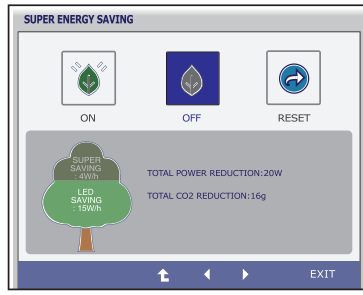 SUPER ENERGY SAVING
ON
OFF
RESET
SUPER
SAVING
: 4W/h
LED
SAVING
: 15W/h
TOTAL POWER REDUCTION:20W
TOTAL CO2 REDUCTION:16g
EXIT